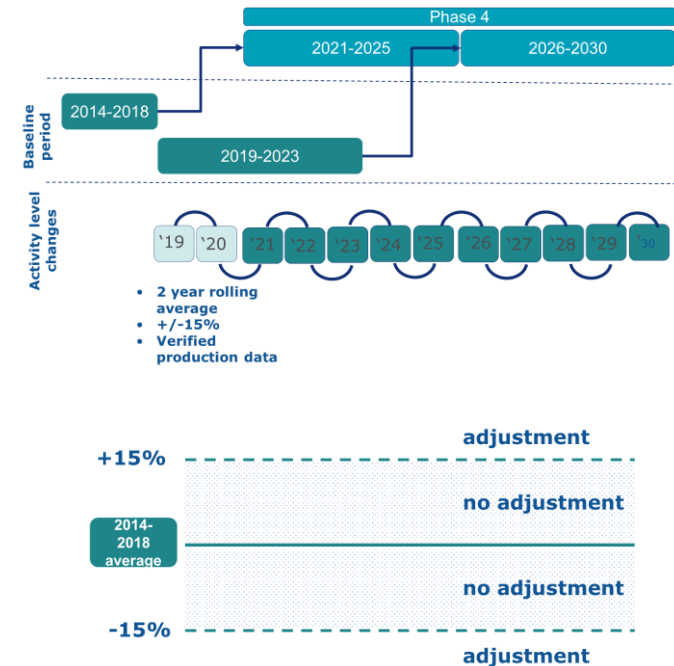 Phase 4
2021-2025
2026-2030
Baseline
period
2014-2018
2019-2023
Activity level
changes
‘19
‘20
‘21
‘22
‘23
‘24
‘25
‘26
‘27
‘28
‘29
‘30
• 2 year rolling
average
• +/-15%
• Verified
production data
adjustment
+15%
no adjustment
2014-
2018
average
no adjustment
-15%
adjustment